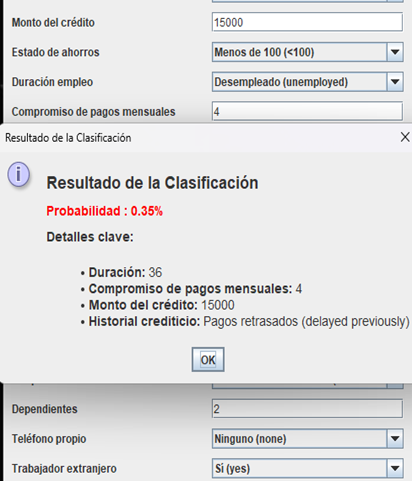 Monto del crédito 15000
Estado de ahorros Menos de 100 (<100)
Duración empleo Desempleado (unemployed)
Compromiso de pagos mensuales 4
Resultado de la Clasificación X
i Resultado de la Clasificación
Probabilidad : 0.35%
Detalles clave:
• Duración: 36
• Compromiso de pagos mensuales: 4
• Monto del crédito: 15000
• Historial crediticio: Pagos retrasados (delayed previously)
OK
Dependientes 2
Teléfono propio Ninguno (none)
Trabajador extranjero Sí (yes)